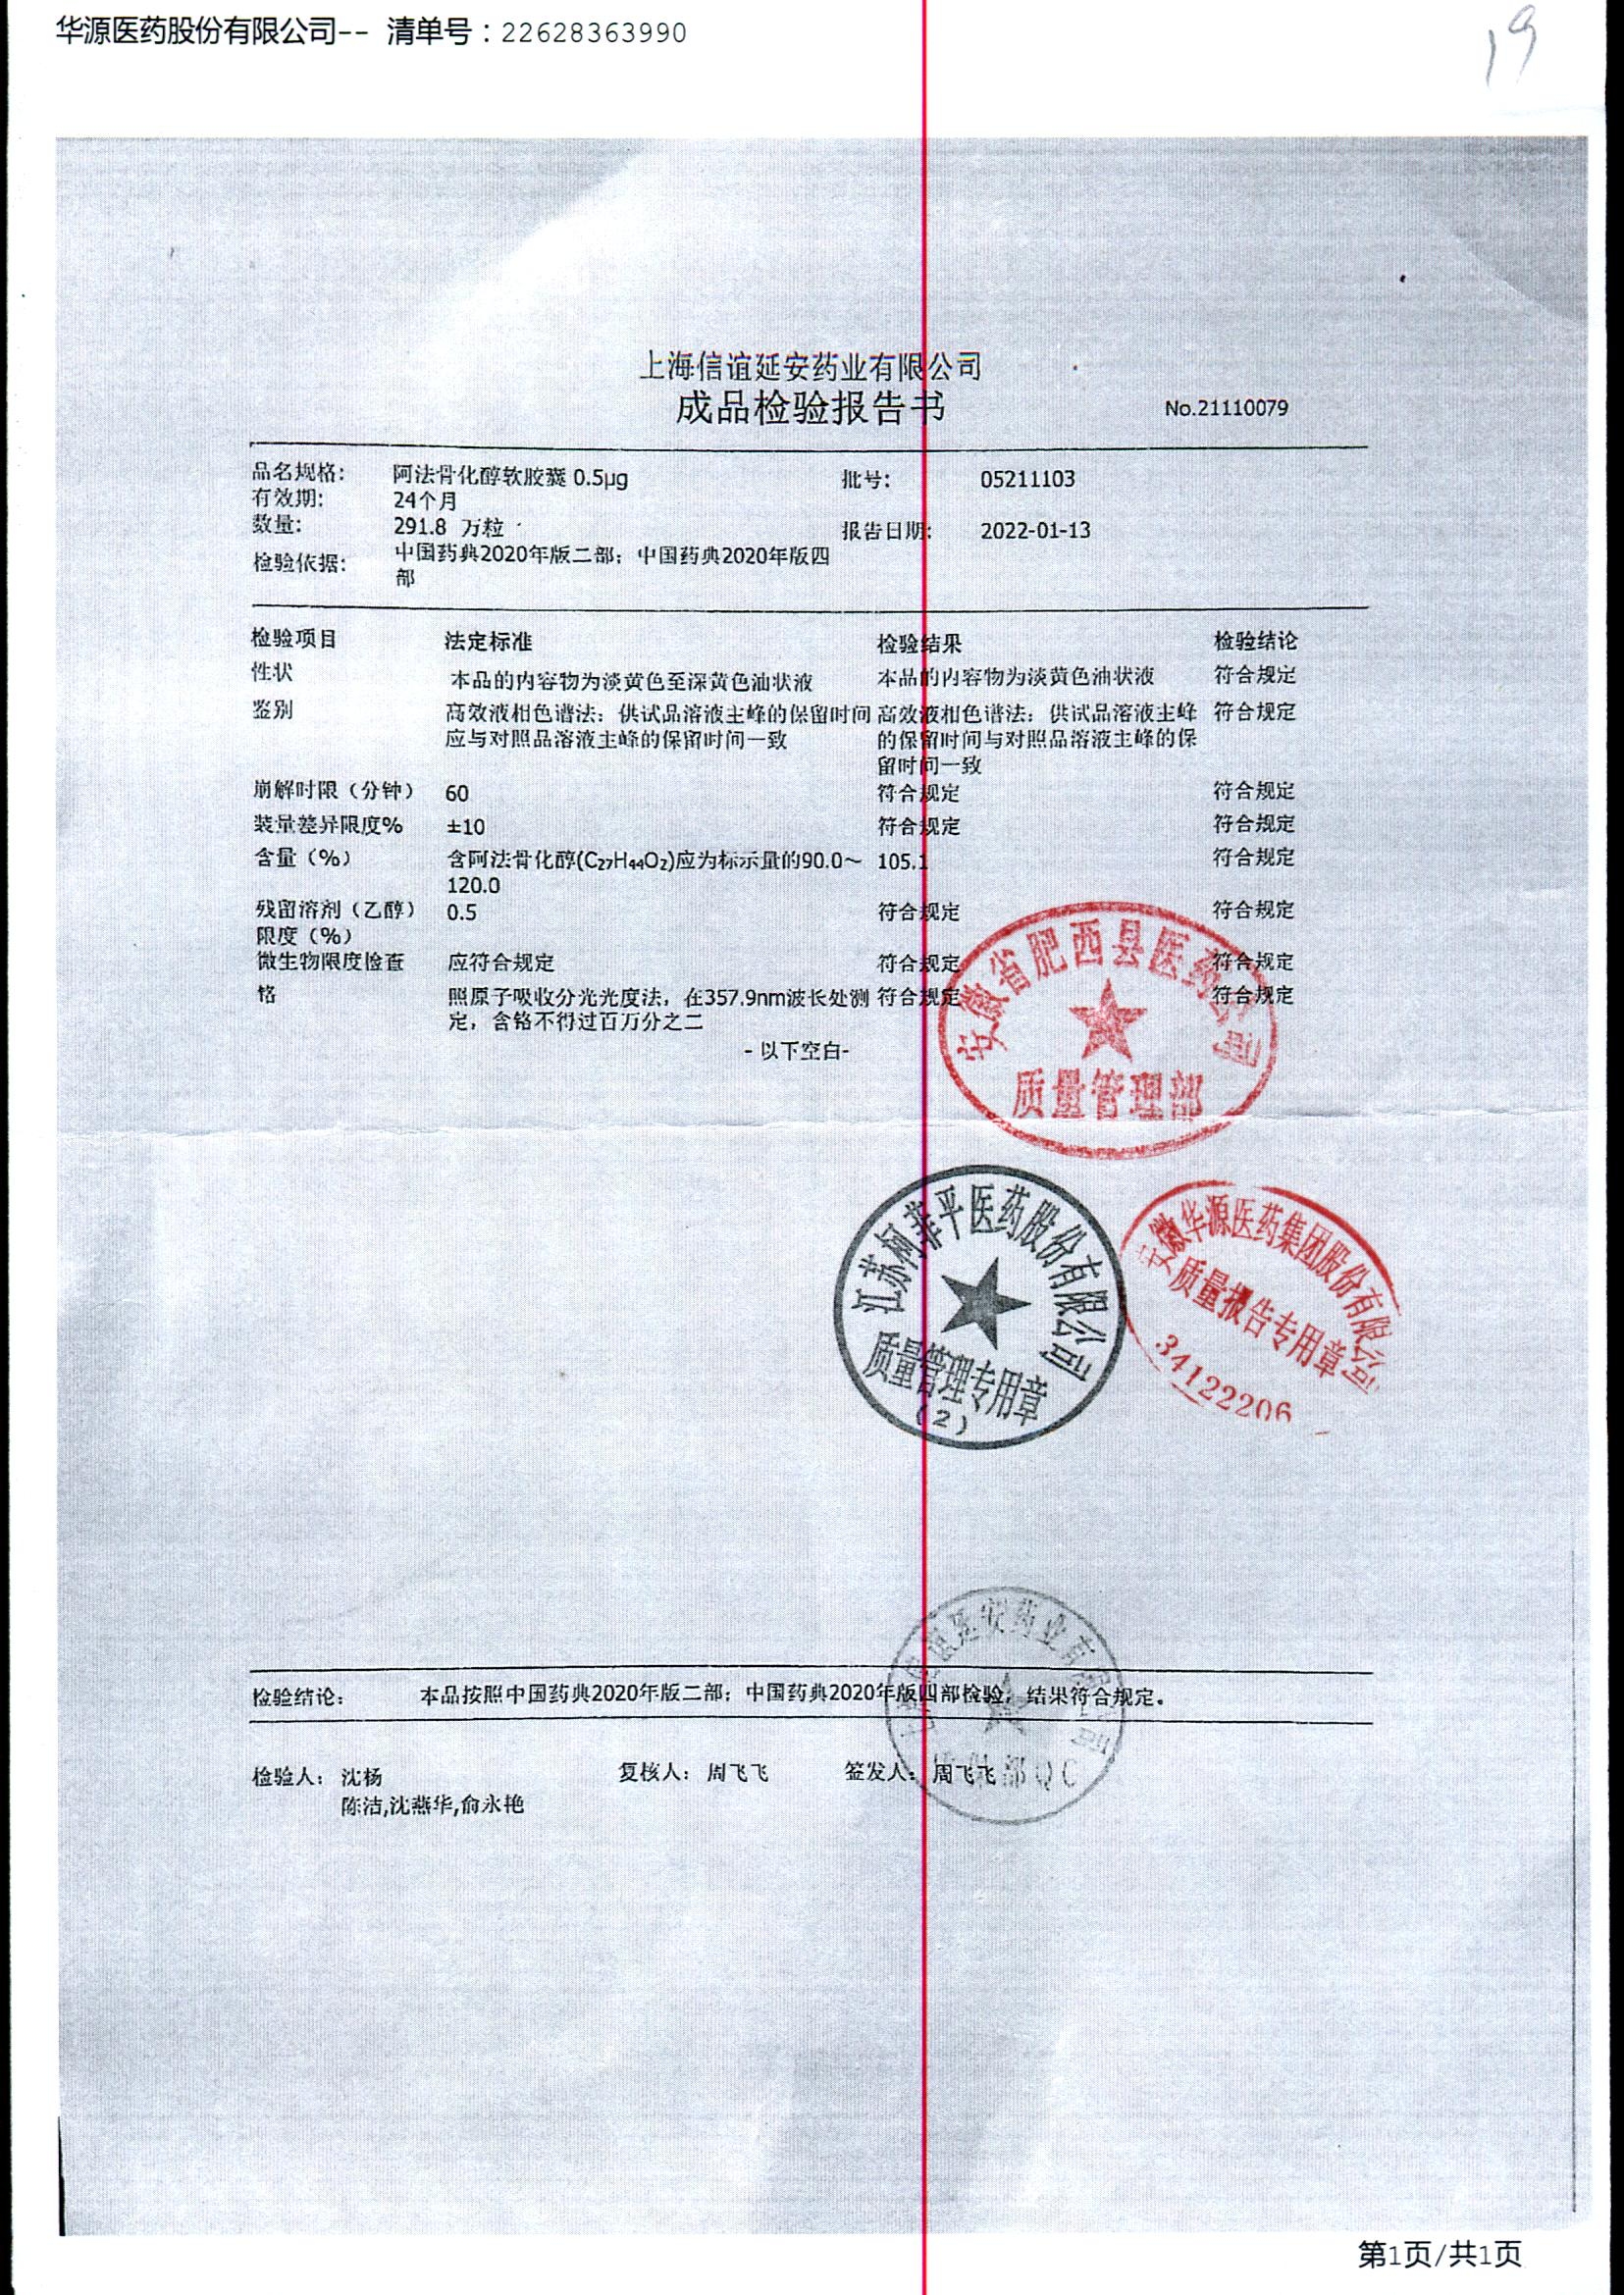 华源医药股份有限公司-- 清单号：22628363990
19
上海信谊延安药业有限公司
成品检验报告书
No.21110079
品名规格: 阿法骨化醇软胶囊 0.5μg 批号: 05211103
有效期: 24个月
数量: 291.8 万粒 报告日期: 2022-01-13
检验依据: 中国药典2020年版二部；中国药典2020年版四
部
检验项目 法定标准 检验结果 检验结论
性状 本品的内容物为淡黄色至深黄色油状液 本品的内容物为淡黄色油状液 符合规定
鉴别 高效液相色谱法：供试品溶液主峰的保留时间 高效液相色谱法：供试品溶液主峰 符合规定
应与对照品溶液主峰的保留时间一致 的保留时间与对照品溶液主峰的保
留时间一致
崩解时限（分钟） 60 符合规定 符合规定
装量差异限度% ±10 符合规定 符合规定
含量（%） 含阿法骨化醇(C₂₇H₄₄O₂)应为标示量的90.0～ 105.1 符合规定
120.0
残留溶剂（乙醇） 0.5 符合规定 符合规定
限度（%）
微生物限度检查 应符合规定 符合规定 符合规定
铬 照原子吸收分光光度法，在357.9nm波长处测 符合规定 符合规定
定，含铬不得过百万分之二
- 以下空白-
安徽省肥西县医药公司
质量管理部
江苏柯菲平医药股份有限公司
质量管理专用章
(2)
安徽华源医药集团股份有限公司
质量报告专用章
34122206
检验结论: 本品按照中国药典2020年版二部；中国药典2020年版四部检验，结果符合规定。
检验人: 沈杨 复核人: 周飞飞 签发人: 周飞飞
陈洁,沈燕华,俞永艳
信谊延安药业有限公司
质保部QC
第1页/共1页